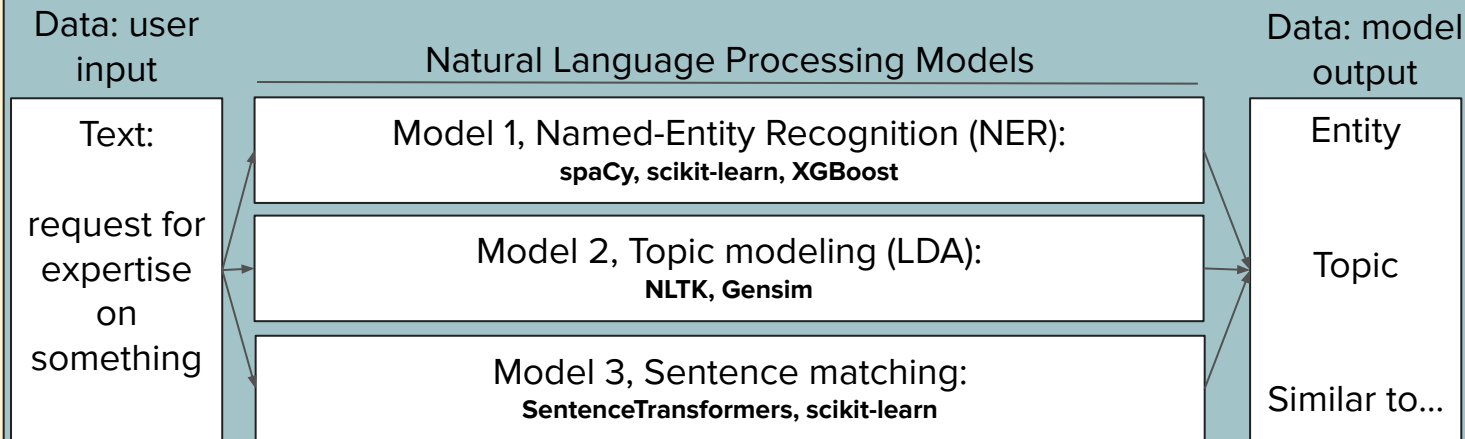 Data: user
input
Natural Language Processing Models
Data: model
output
Text:
request for
expertise
on
something
Model 1, Named-Entity Recognition (NER):
spaCy, scikit-learn, XGBoost
Model 2, Topic modeling (LDA):
NLTK, Gensim
Model 3, Sentence matching:
SentenceTransformers, scikit-learn
Entity
Topic
Similar to...